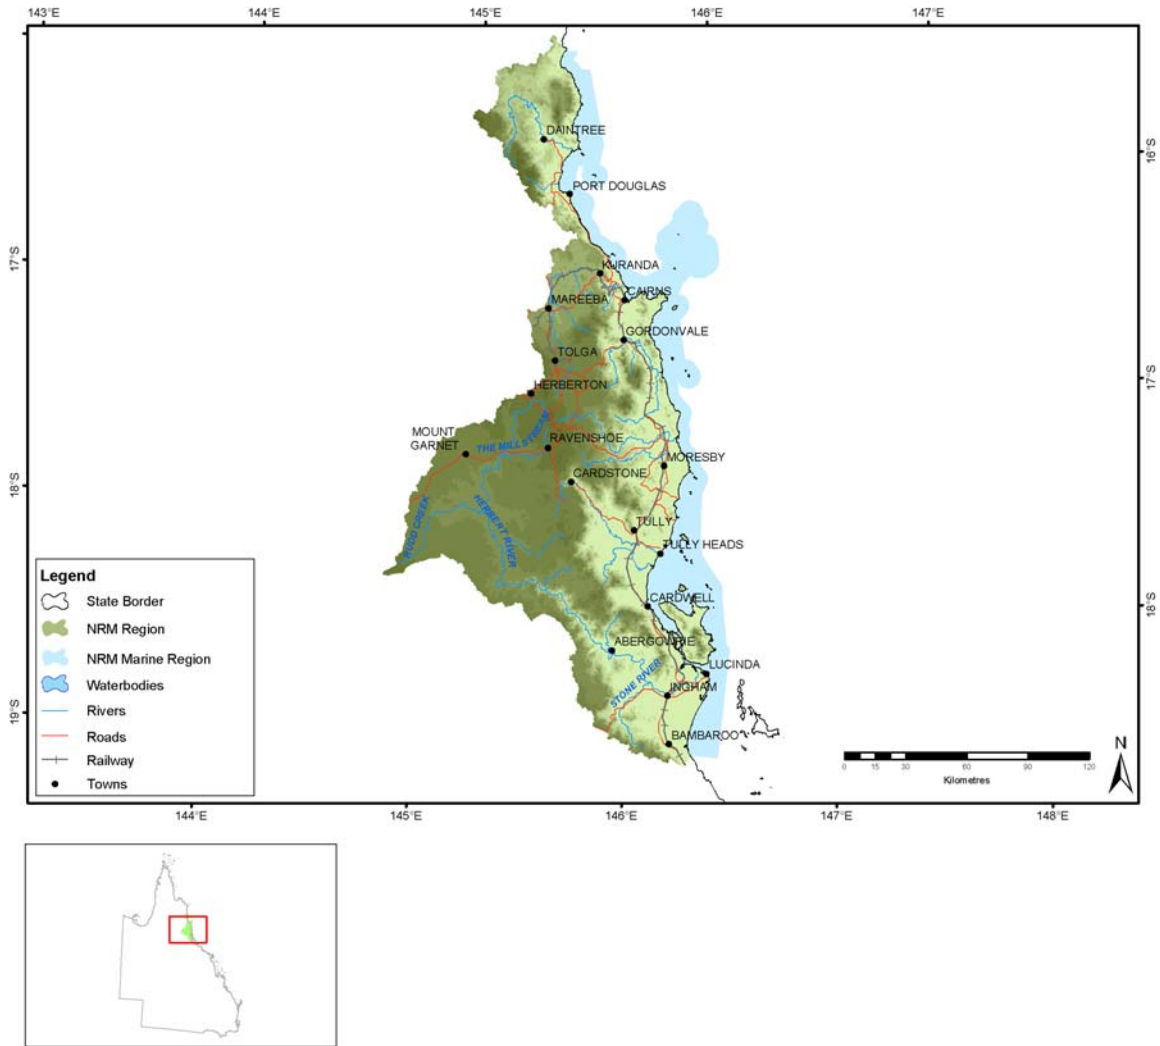 143°E 144°E 145°E 146°E 147°E
DAINTREE
16°S
PORT DOUGLAS
17°S
KURANDA
CAIRNS
MAREEBA
GORDONVALE
TOLGA
17°S
HERBERTON
MOUNT
GARNET
THE MILLSTREAM
RAVENSHOE
MORESBY
CARDSTONE
18°S
RUDD CREEK
HERBERT RIVER
TULLY
TULLY HEADS
CARDWELL
18°S
ABERGOWRIE
LUCINDA
STONE RIVER
INGHAM
19°S
BAMBAROO
Legend
State Border
NRM Region
NRM Marine Region
Waterbodies
Rivers
Roads
Railway
Towns
N
0 15 30 60 90 120
Kilometres
144°E 145°E 146°E 147°E 148°E